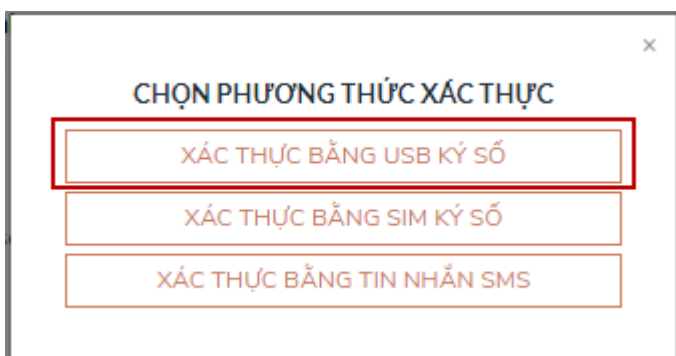 ×
CHỌN PHƯƠNG THỨC XÁC THỰC
XÁC THỰC BẰNG USB KÝ SỐ
XÁC THỰC BẰNG SIM KÝ SỐ
XÁC THỰC BẰNG TIN NHẮN SMS